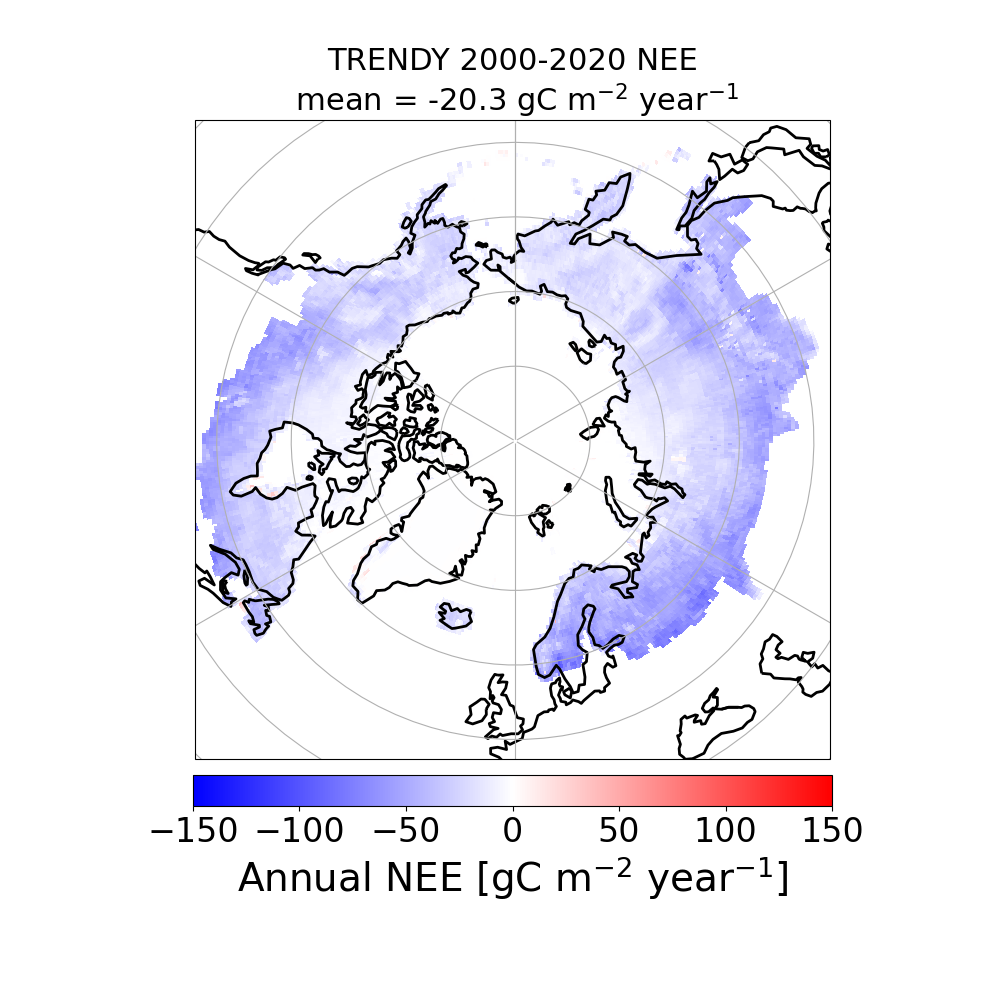 TRENDY 2000-2020 NEE
mean = -20.3 gC m⁻² year⁻¹
−150 −100 −50 0 50 100 150
Annual NEE [gC m⁻² year⁻¹]